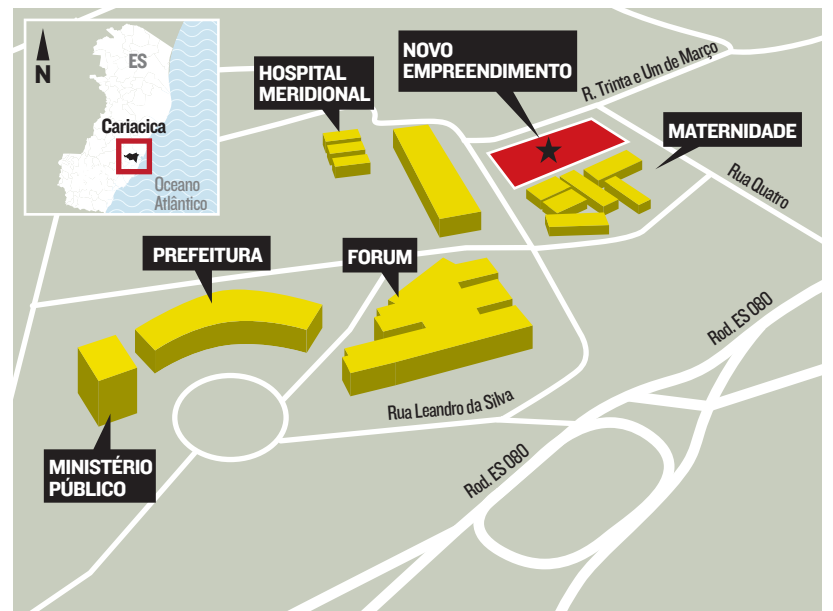 ES
N
Cariacica
Oceano
Atlântico
HOSPITAL
MERIDIONAL
NOVO
EMPREENDIMENTO
R. Trinta e Um de Março
MATERNIDADE
Rua Quatro
PREFEITURA
FORUM
Rod. ES 080
Rua Leandro da Silva
MINISTÉRIO
PÚBLICO
Rod. ES 080